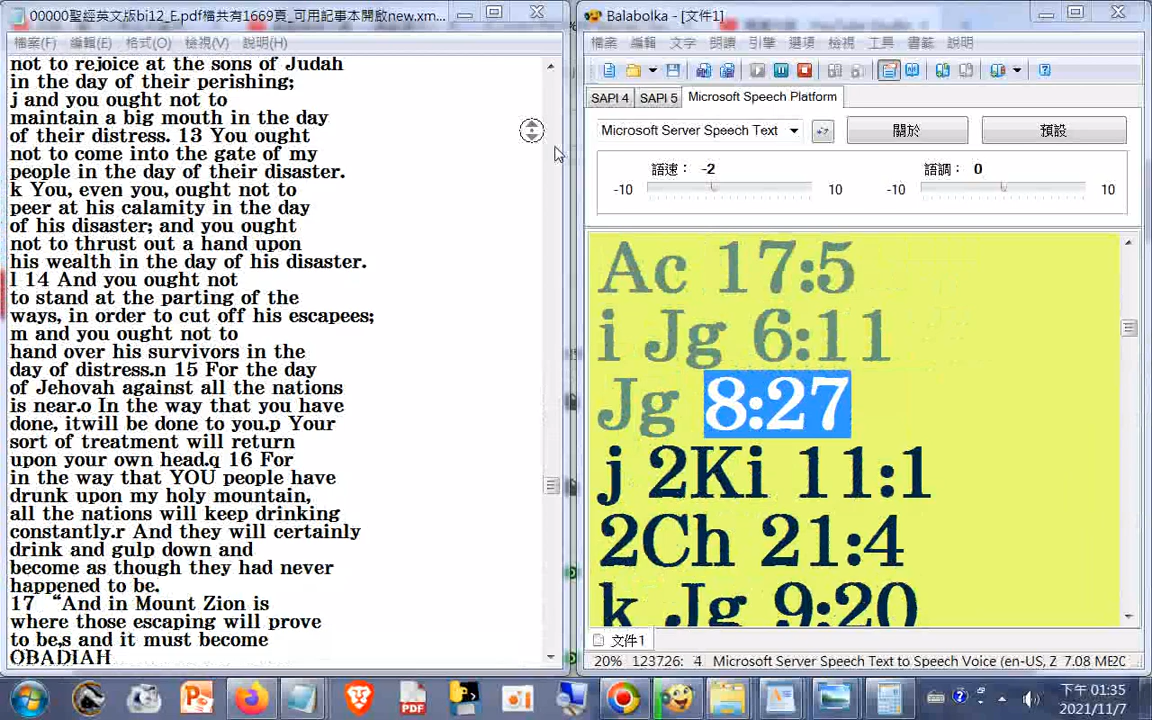 00000聖經英文版bi12_E.pdf檔共有1669頁_可用記事本開啟new.xm...
檔案(F) 編輯(E) 格式(O) 檢視(V) 說明(H)
not to rejoice at the sons of Judah
in the day of their perishing;
j and you ought not to
maintain a big mouth in the day
of their distress. 13 You ought
not to come into the gate of my
people in the day of their disaster.
k You, even you, ought not to
peer at his calamity in the day
of his disaster; and you ought
not to thrust out a hand upon
his wealth in the day of his disaster.
l 14 And you ought not
to stand at the parting of the
ways, in order to cut off his escapees;
m and you ought not to
hand over his survivors in the
day of distress.n 15 For the day
of Jehovah against all the nations
is near.o In the way that you have
done, itwill be done to you.p Your
sort of treatment will return
upon your own head.q 16 For
in the way that YOU people have
drunk upon my holy mountain,
all the nations will keep drinking
constantly.r And they will certainly
drink and gulp down and
become as though they had never
happened to be.
17 “And in Mount Zion is
where those escaping will prove
to be,s and it must become
OBADIAH
Balabolka - [文件1]
檔案 編輯 文字 朗讀 引擎 選項 檢視 工具 書籤 說明
SAPI 4 SAPI 5 Microsoft Speech Platform
Microsoft Server Speech Text 關於 預設
語速: -2 語調: 0
-10 10 -10 10
Ac 17:5
i Jg 6:11
Jg 8:27
j 2Ki 11:1
2Ch 21:4
k Jg 9:20
文件1
20% 123726: 4 Microsoft Server Speech Text to Speech Voice (en-US, Z 7.08 ME
PDF
下午 01:35
2021/11/7